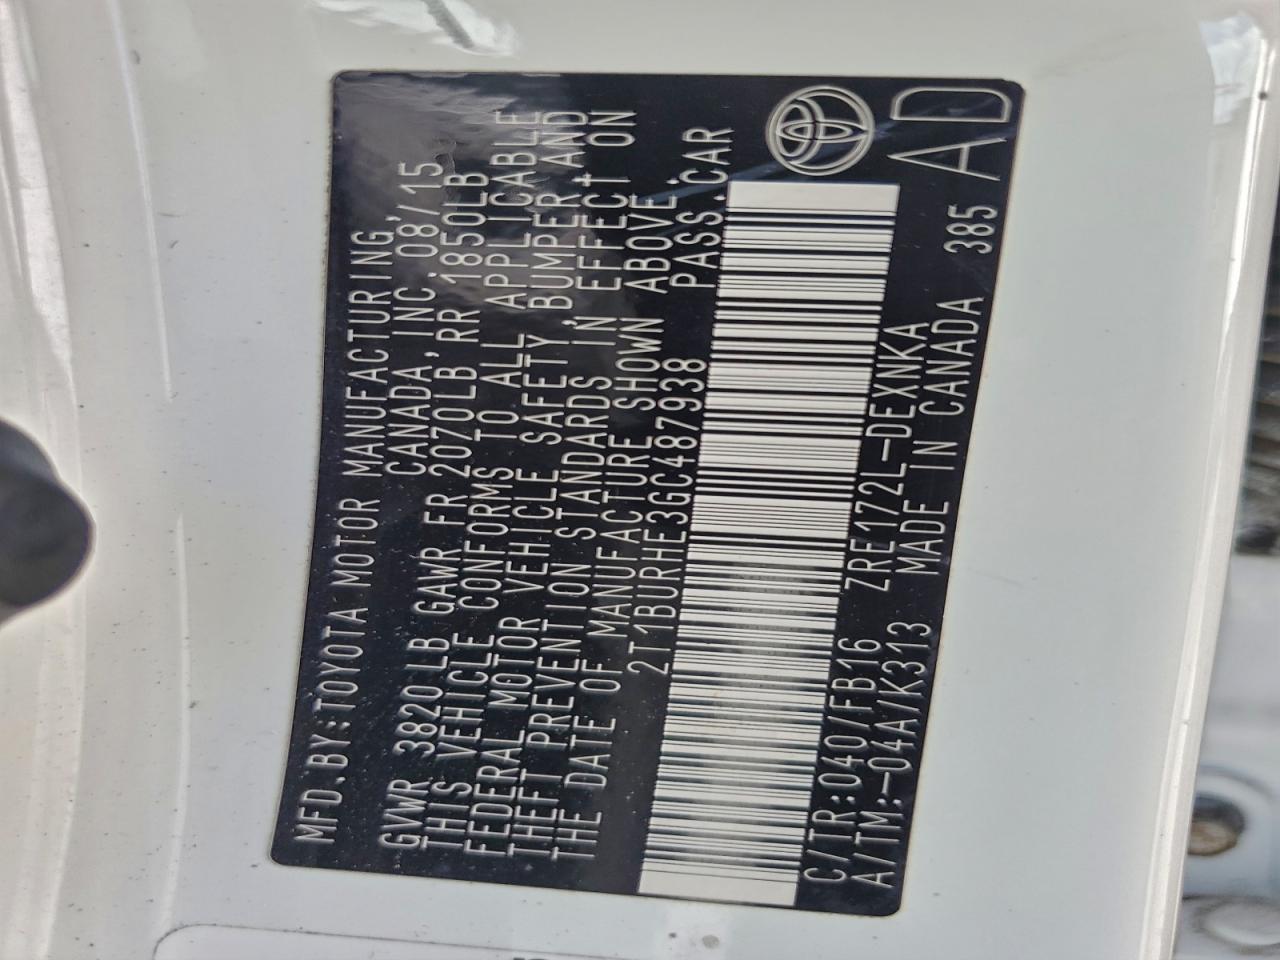 MFD.BY:TOYOTA MOTOR MANUFACTURING,
CANADA, INC. 08/15
GVWR 3820 LB GAWR FR 2070LB, RR 1850LB
THIS VEHICLE CONFORMS TO ALL APPLICABLE
FEDERAL MOTOR VEHICLE SAFETY, BUMPER, AND
THEFT PREVENTION STANDARDS IN EFFECT ON
THE DATE OF MANUFACTURE SHOWN ABOVE.
2T1BURHE3GC487938 PASS.CAR
C/TR:040/FB16 ZRE172L-DEXNKA
A/TM:-04A/K313 MADE IN CANADA 385 AD